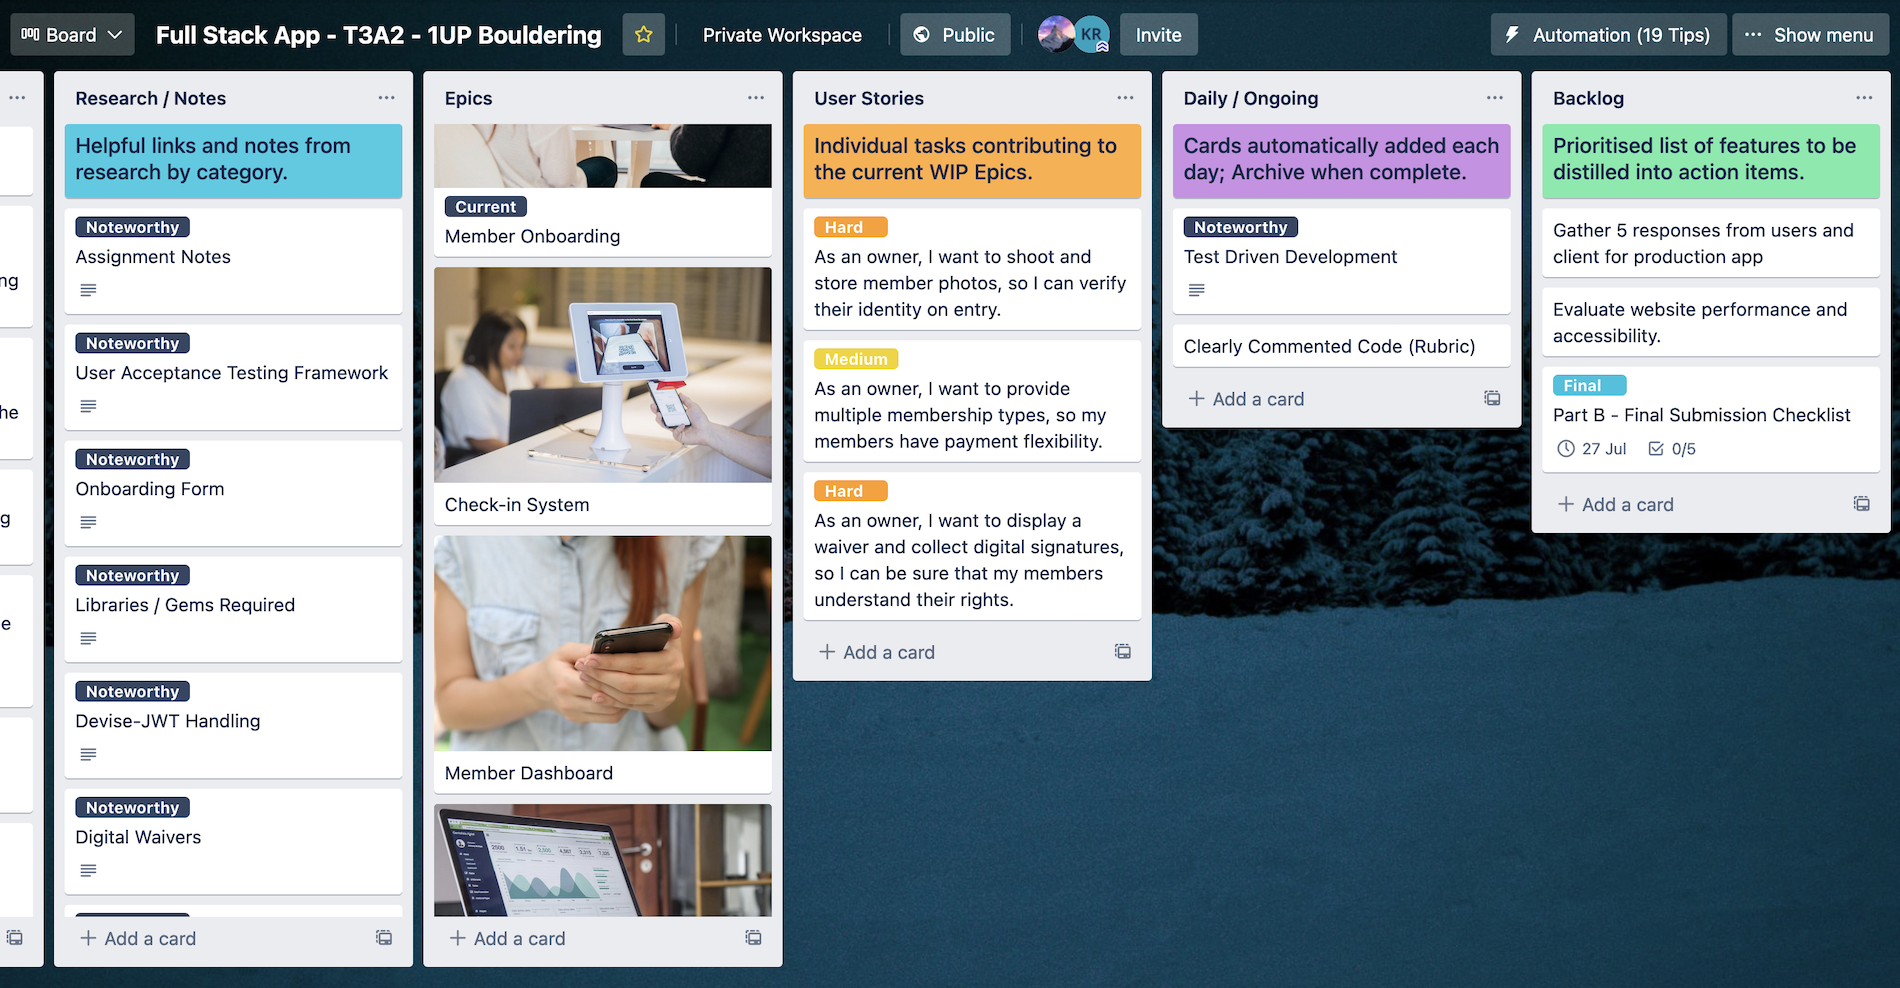 Board
Full Stack App - T3A2 - 1UP Bouldering
Private Workspace
Public
KR
Invite
Automation (19 Tips)
Show menu
ng
he
g
e
Research / Notes
Helpful links and notes from
research by category.
Noteworthy
Assignment Notes
Noteworthy
User Acceptance Testing Framework
Noteworthy
Onboarding Form
Noteworthy
Libraries / Gems Required
Noteworthy
Devise-JWT Handling
Noteworthy
Digital Waivers
Add a card
Epics
Current
Member Onboarding
Check-in System
Member Dashboard
Add a card
User Stories
Individual tasks contributing to
the current WIP Epics.
Hard
As an owner, I want to shoot and
store member photos, so I can verify
their identity on entry.
Medium
As an owner, I want to provide
multiple membership types, so my
members have payment flexibility.
Hard
As an owner, I want to display a
waiver and collect digital signatures,
so I can be sure that my members
understand their rights.
Add a card
Daily / Ongoing
Cards automatically added each
day; Archive when complete.
Noteworthy
Test Driven Development
Clearly Commented Code (Rubric)
Add a card
Backlog
Prioritised list of features to be
distilled into action items.
Gather 5 responses from users and
client for production app
Evaluate website performance and
accessibility.
Final
Part B - Final Submission Checklist
27 Jul 0/5
Add a card